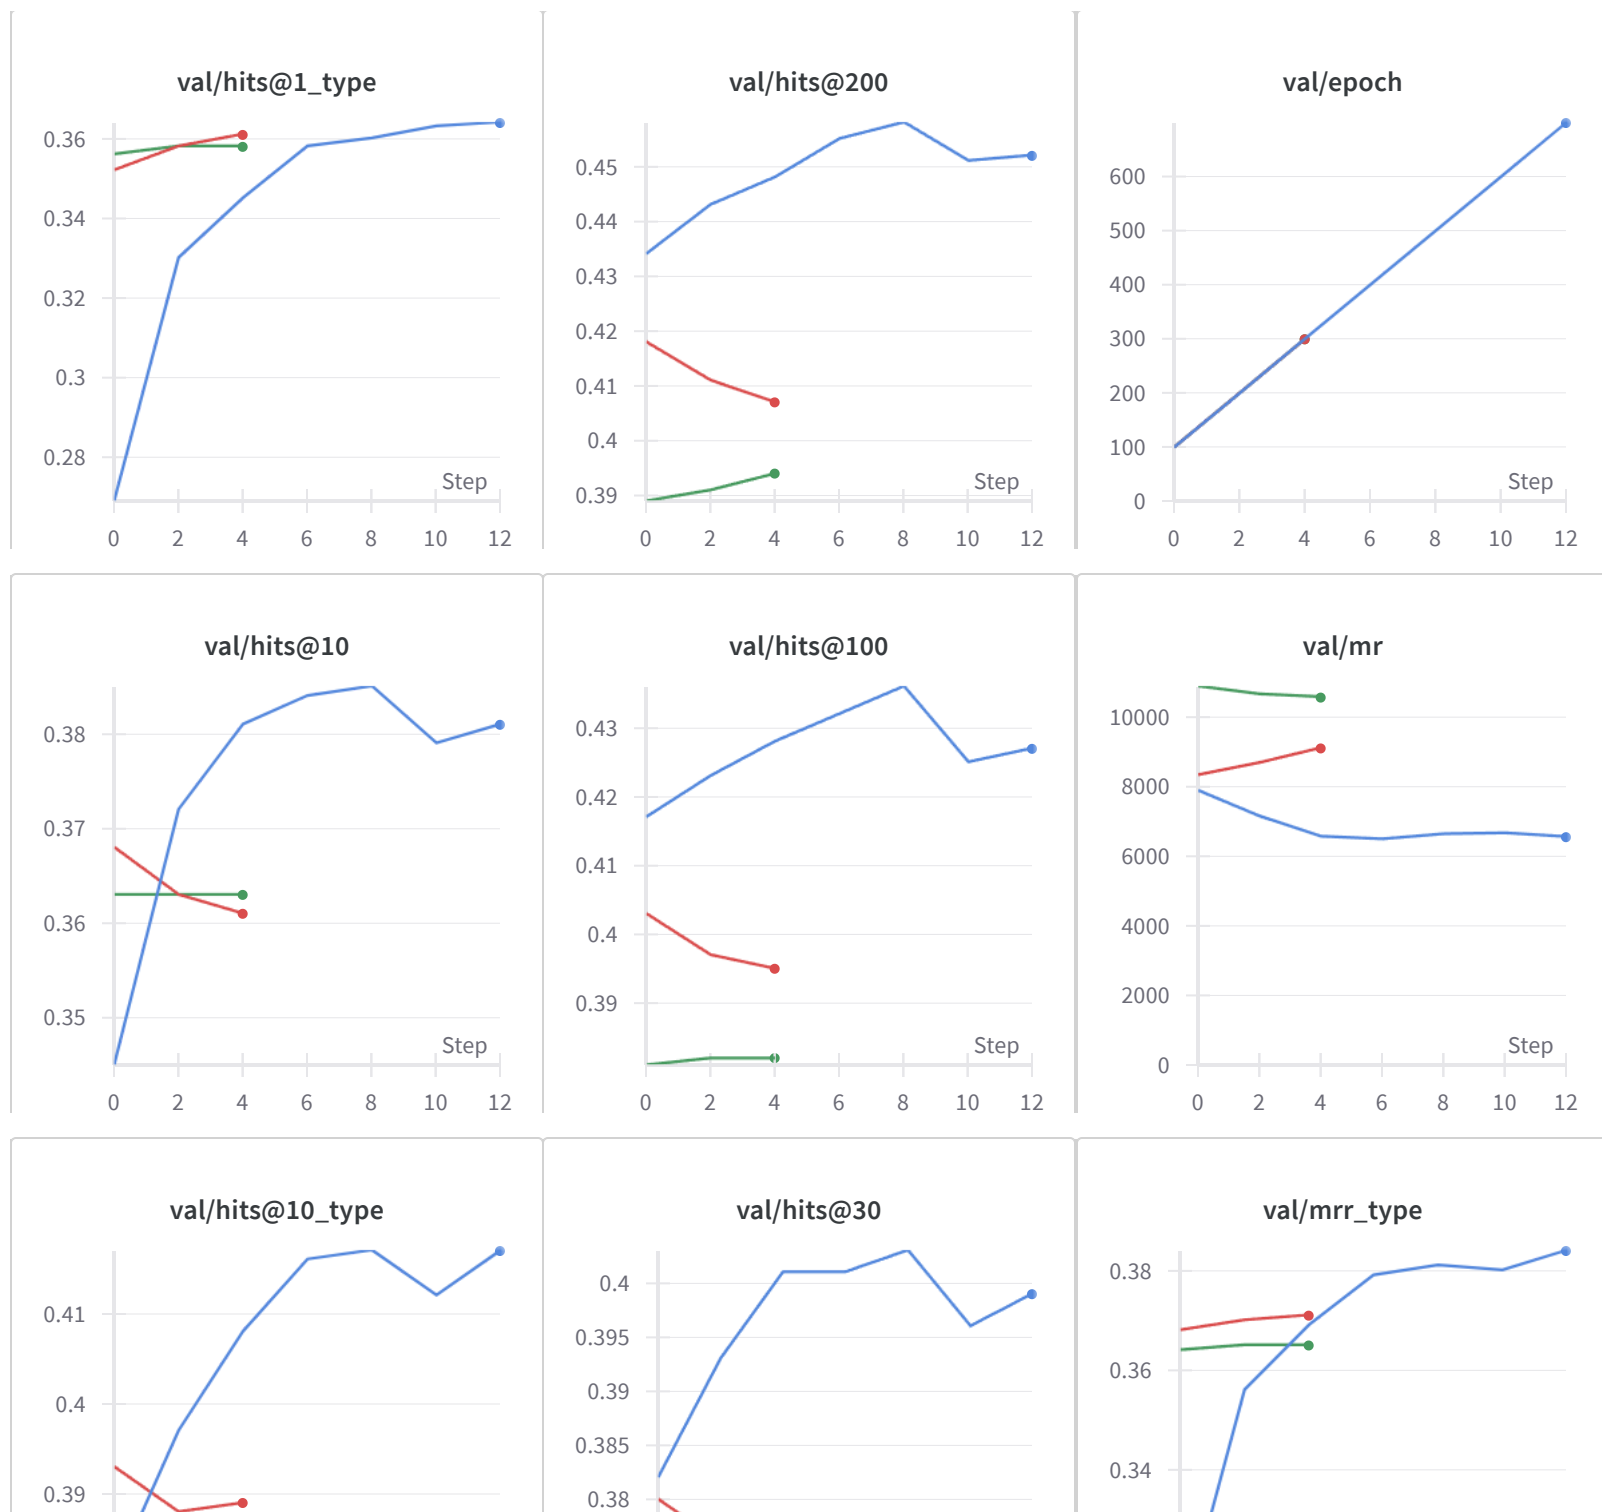 val/hits@1_type
0.36
0.34
0.32
0.3
0.28
Step
0 2 4 6 8 10 12
val/hits@200
0.45
0.44
0.43
0.42
0.41
0.4
0.39
Step
0 2 4 6 8 10 12
val/epoch
600
500
400
300
200
100
0
Step
0 2 4 6 8 10 12
val/hits@10
0.38
0.37
0.36
0.35
Step
0 2 4 6 8 10 12
val/hits@100
0.43
0.42
0.41
0.4
0.39
Step
0 2 4 6 8 10 12
val/mr
10000
8000
6000
4000
2000
0
Step
0 2 4 6 8 10 12
val/hits@10_type
0.41
0.4
0.39
val/hits@30
0.4
0.395
0.39
0.385
0.38
val/mrr_type
0.38
0.36
0.34